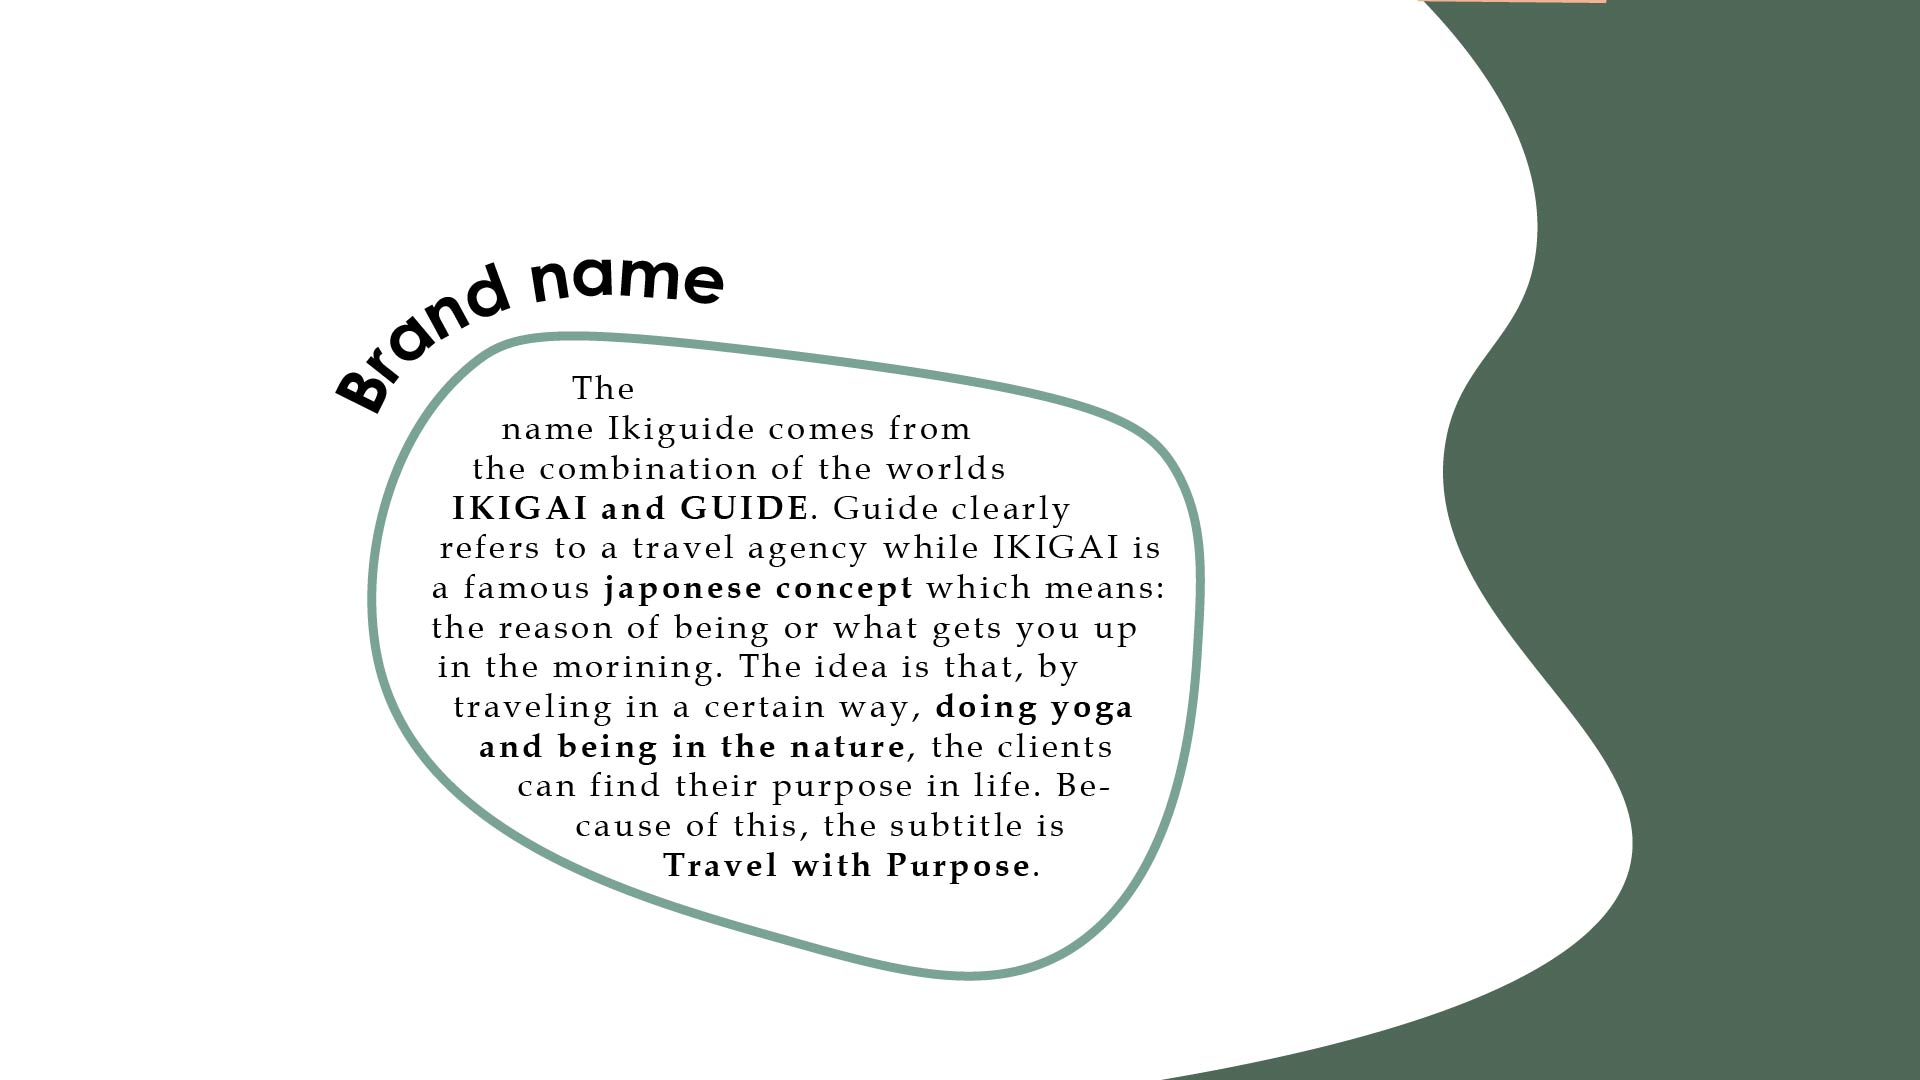 Brand name
The
name Ikiguide comes from
the combination of the worlds
IKIGAI and GUIDE. Guide clearly
refers to a travel agency while IKIGAI is
a famous japonese concept which means:
the reason of being or what gets you up
in the morining. The idea is that, by
traveling in a certain way, doing yoga
and being in the nature, the clients
can find their purpose in life. Be-
cause of this, the subtitle is
Travel with Purpose.